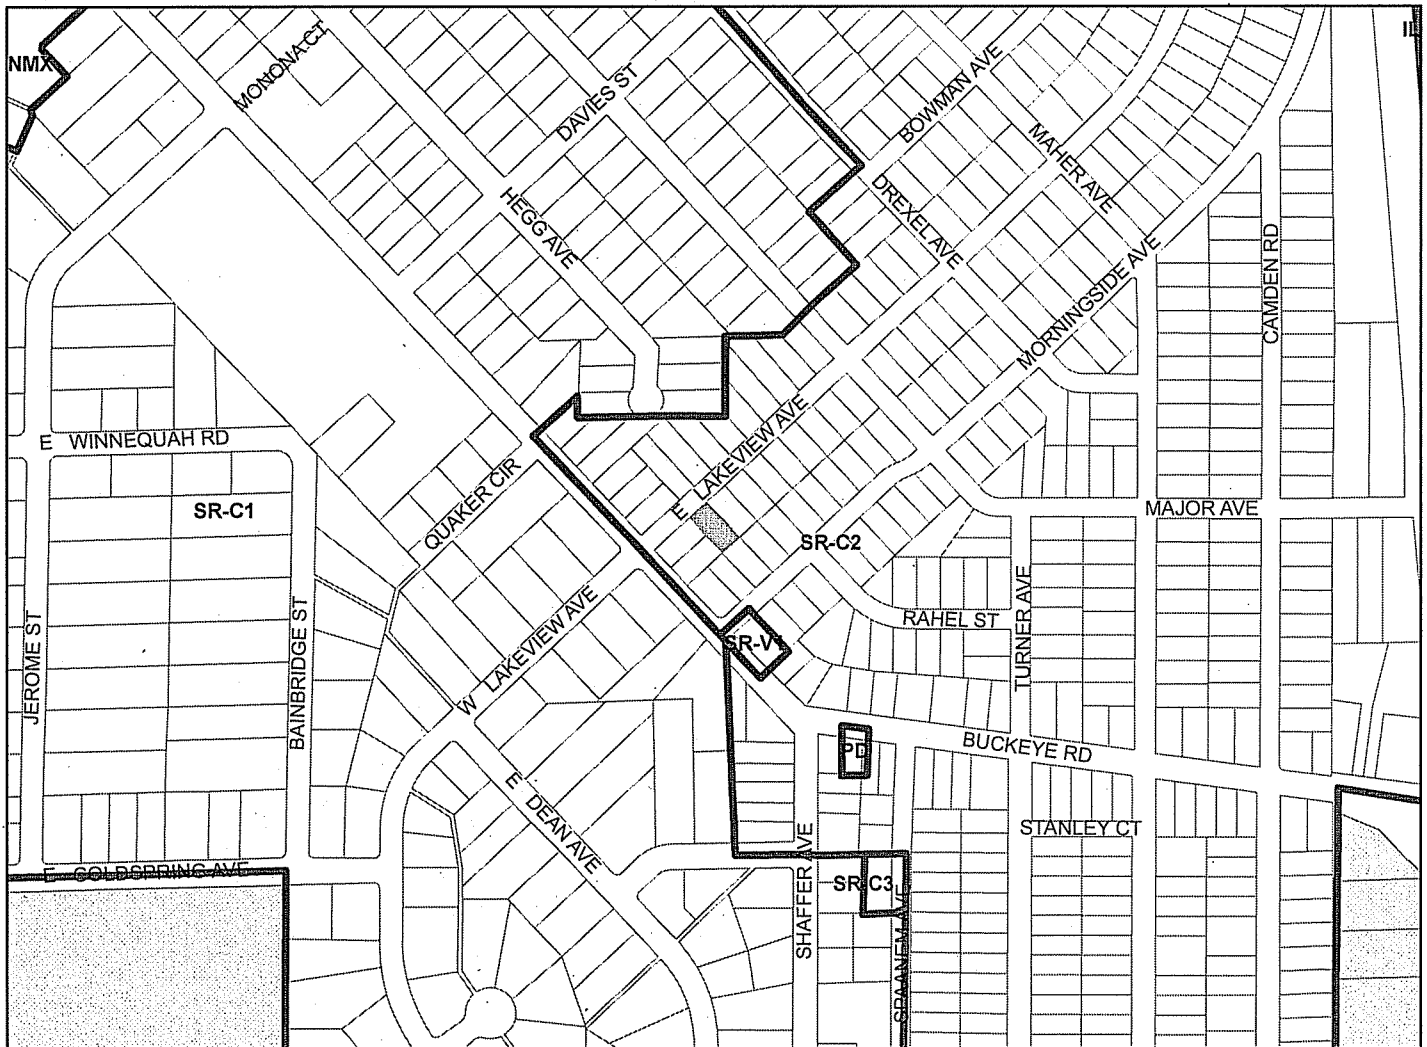 NMX
MONONA CT
DAVIES ST
BOWMAN AVE
MAHER AVE
HEGG AVE
DREXEL AVE
MORNINGSIDE AVE
CAMDEN RD
E WINNEQUAH RD
SR-C1
QUAKER CIR
E LAKEVIEW AVE
SR-C2
MAJOR AVE
JEROME ST
BAINBRIDGE ST
W LAKEVIEW AVE
SR-V1
RAHEL ST
TURNER AVE
PD
BUCKEYE RD
E DEAN AVE
STANLEY CT
E COLDSPRING AVE
SHAFFER AVE
SR-C3
SPAANEM AVE